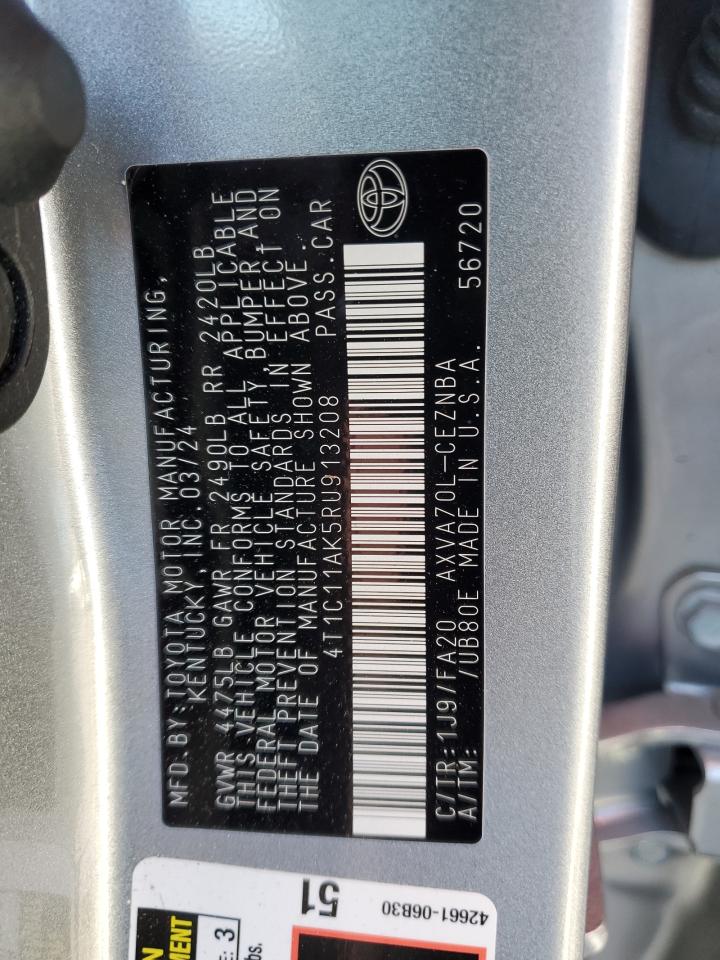 MFD.BY:TOYOTA MOTOR MANUFACTURING,
KENTUCKY, INC.03/24
GVWR 4475LB GAWR FR 2490LB RR 2420LB
THIS VEHICLE CONFORMS TO ALL APPLICABLE
FEDERAL MOTOR VEHICLE SAFETY, BUMPER AND
THEFT PREVENTION STANDARDS IN EFFECT ON
THE DATE OF MANUFACTURE SHOWN ABOVE.
4T1C11AK5RU913208 PASS.CAR
C/TR:1J9/FA20 AXVA70L-CEZNBA 56720
A/TM: /UB80E MADE IN U.S.A.
51
42661-06B30
3